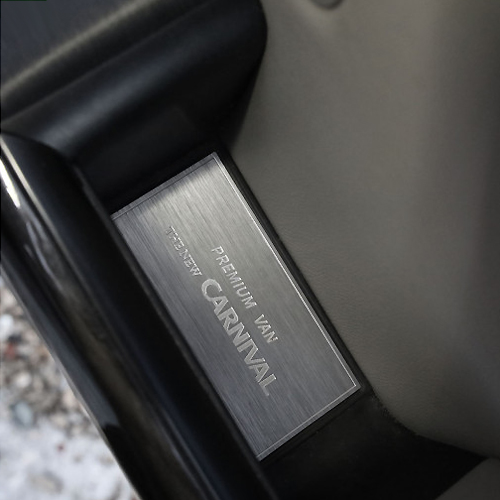 PREMIUM VAN
THE NEW CARNIVAL